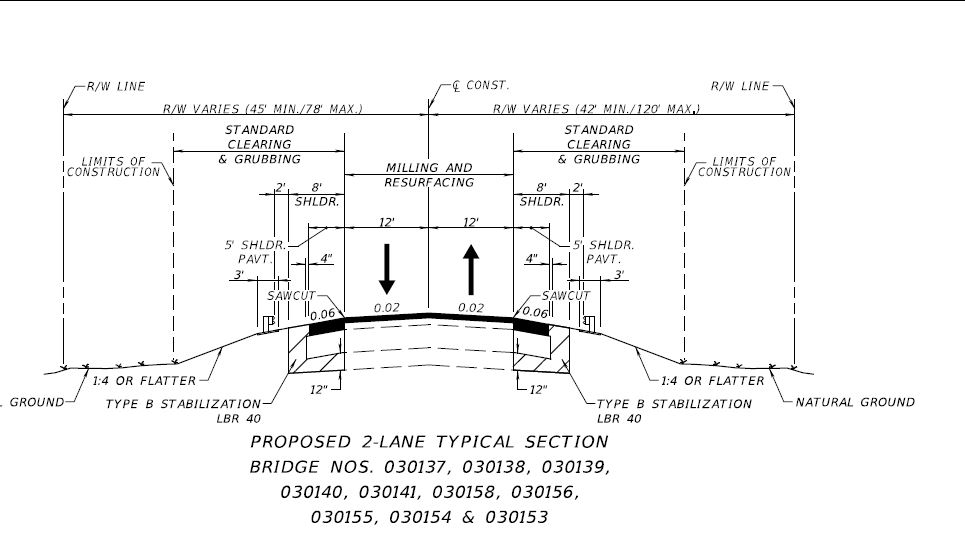 R/W LINE
℄ CONST.
R/W LINE
R/W VARIES (45' MIN./78' MAX.)
R/W VARIES (42' MIN./120' MAX.)
STANDARD
CLEARING
& GRUBBING
STANDARD
CLEARING
& GRUBBING
LIMITS OF
CONSTRUCTION
MILLING AND
RESURFACING
LIMITS OF
CONSTRUCTION
2'
8'
SHLDR.
8'
SHLDR.
2'
12'
12'
5' SHLDR.
PAVT.
5' SHLDR.
PAVT.
4"
4"
3'
3'
SAWCUT
SAWCUT
0.06
0.02
0.02
0.06
1:4 OR FLATTER
1:4 OR FLATTER
12"
12"
GROUND
TYPE B STABILIZATION
LBR 40
TYPE B STABILIZATION
LBR 40
NATURAL GROUND
PROPOSED 2-LANE TYPICAL SECTION
BRIDGE NOS. 030137, 030138, 030139,
030140, 030141, 030158, 030156,
030155, 030154 & 030153